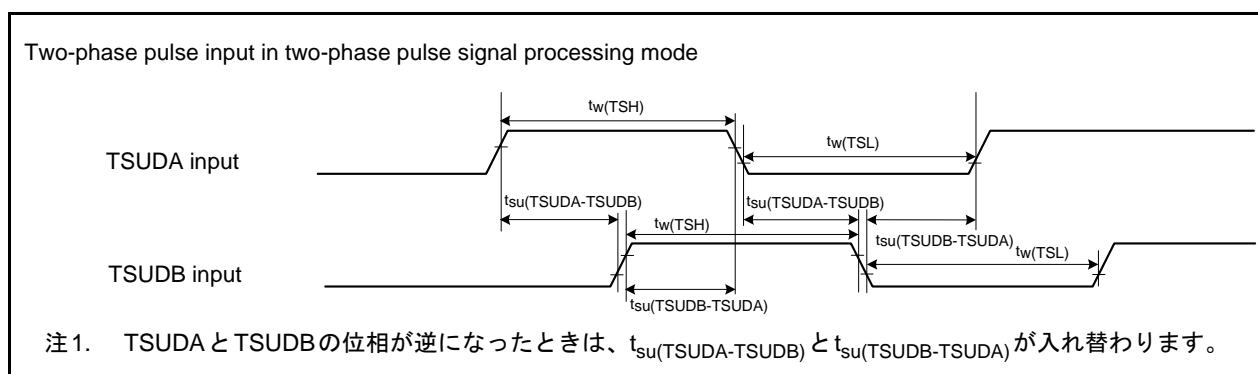 Two-phase pulse input in two-phase pulse signal processing mode
tw(TSH)
TSUDA input
tw(TSL)
tsu(TSUDA-TSUDB)
tsu(TSUDA-TSUDB)
tw(TSH)
tsu(TSUDB-TSUDA)
tw(TSL)
TSUDB input
tsu(TSUDB-TSUDA)
注1. TSUDAとTSUDBの位相が逆になったときは、tsu(TSUDA-TSUDB)とtsu(TSUDB-TSUDA)が入れ替わります。